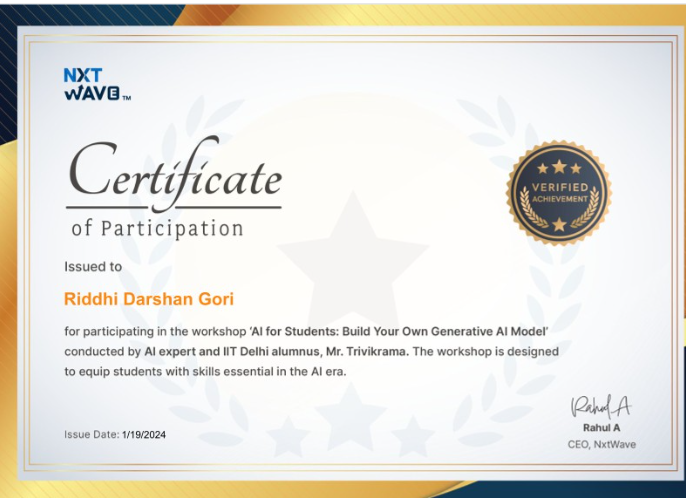 NXT
WAVE TM
Certificate
of Participation
VERIFIED
ACHIEVEMENT
Issued to
Riddhi Darshan Gori
for participating in the workshop 'AI for Students: Build Your Own Generative AI Model'
conducted by AI expert and IIT Delhi alumnus, Mr. Trivikrama. The workshop is designed
to equip students with skills essential in the AI era.
Issue Date: 1/19/2024
Rahul A
Rahul A
CEO, NxtWave